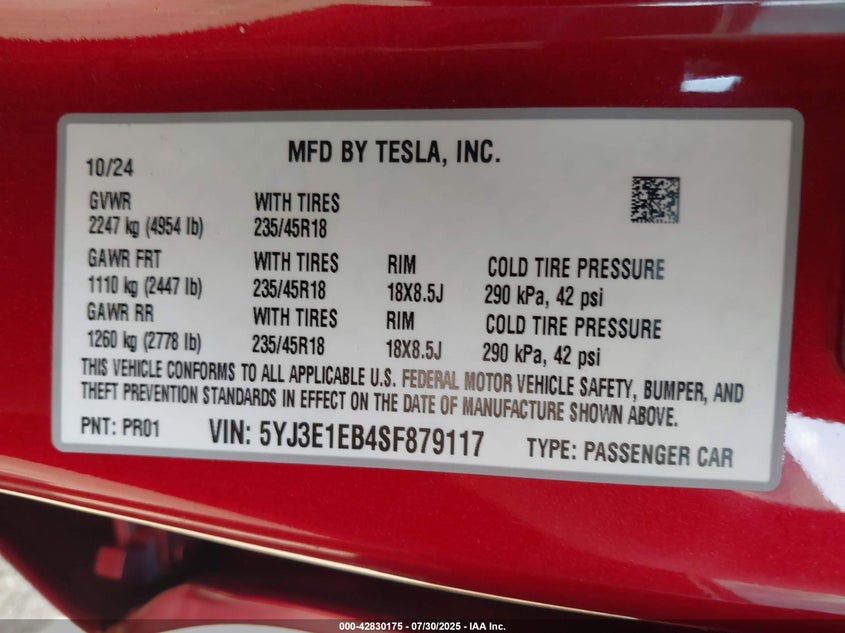 MFD BY TESLA, INC.
10/24
GVWR WITH TIRES
2247 kg (4954 lb) 235/45R18
GAWR FRT WITH TIRES RIM COLD TIRE PRESSURE
1110 kg (2447 lb) 235/45R18 18X8.5J 290 kPa, 42 psi
GAWR RR WITH TIRES RIM COLD TIRE PRESSURE
1260 kg (2778 lb) 235/45R18 18X8.5J 290 kPa, 42 psi
THIS VEHICLE CONFORMS TO ALL APPLICABLE U.S. FEDERAL MOTOR VEHICLE SAFETY, BUMPER, AND
THEFT PREVENTION STANDARDS IN EFFECT ON THE DATE OF MANUFACTURE SHOWN ABOVE.
PNT: PR01 VIN: 5YJ3E1EB4SF879117 TYPE: PASSENGER CAR
000-42830175 - 07/30/2025 - IAA Inc.